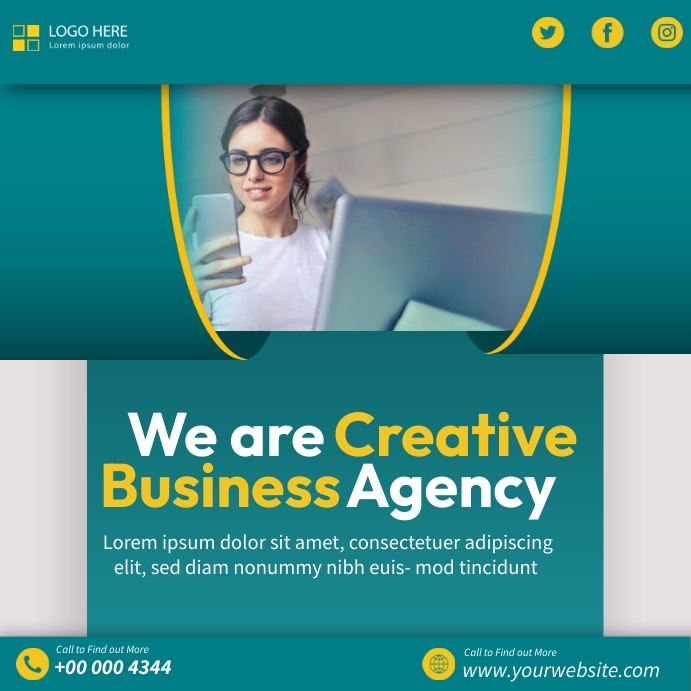 LOGO HERE
Lorem ipsum dolor
We are Creative
Business Agency
Lorem ipsum dolor sit amet, consectetuer adipiscing
elit, sed diam nonummy nibh euis- mod tincidunt
Call to Find out More
+00 000 4344
Call to Find out More
www.yourwebsite.com